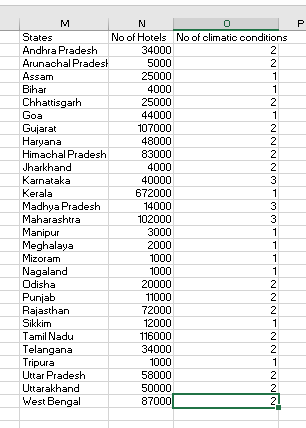 M N O P
States No of Hotels No of climatic conditions
Andhra Pradesh 34000 2
Arunachal Pradesh 5000 2
Assam 25000 1
Bihar 4000 1
Chhattisgarh 25000 2
Goa 44000 1
Gujarat 107000 2
Haryana 48000 2
Himachal Pradesh 83000 2
Jharkhand 4000 2
Karnataka 40000 3
Kerala 672000 1
Madhya Pradesh 14000 3
Maharashtra 102000 3
Manipur 3000 1
Meghalaya 2000 1
Mizoram 1000 1
Nagaland 1000 1
Odisha 20000 2
Punjab 11000 2
Rajasthan 72000 2
Sikkim 12000 1
Tamil Nadu 116000 2
Telangana 34000 2
Tripura 1000 1
Uttar Pradesh 58000 2
Uttarakhand 50000 2
West Bengal 87000 2